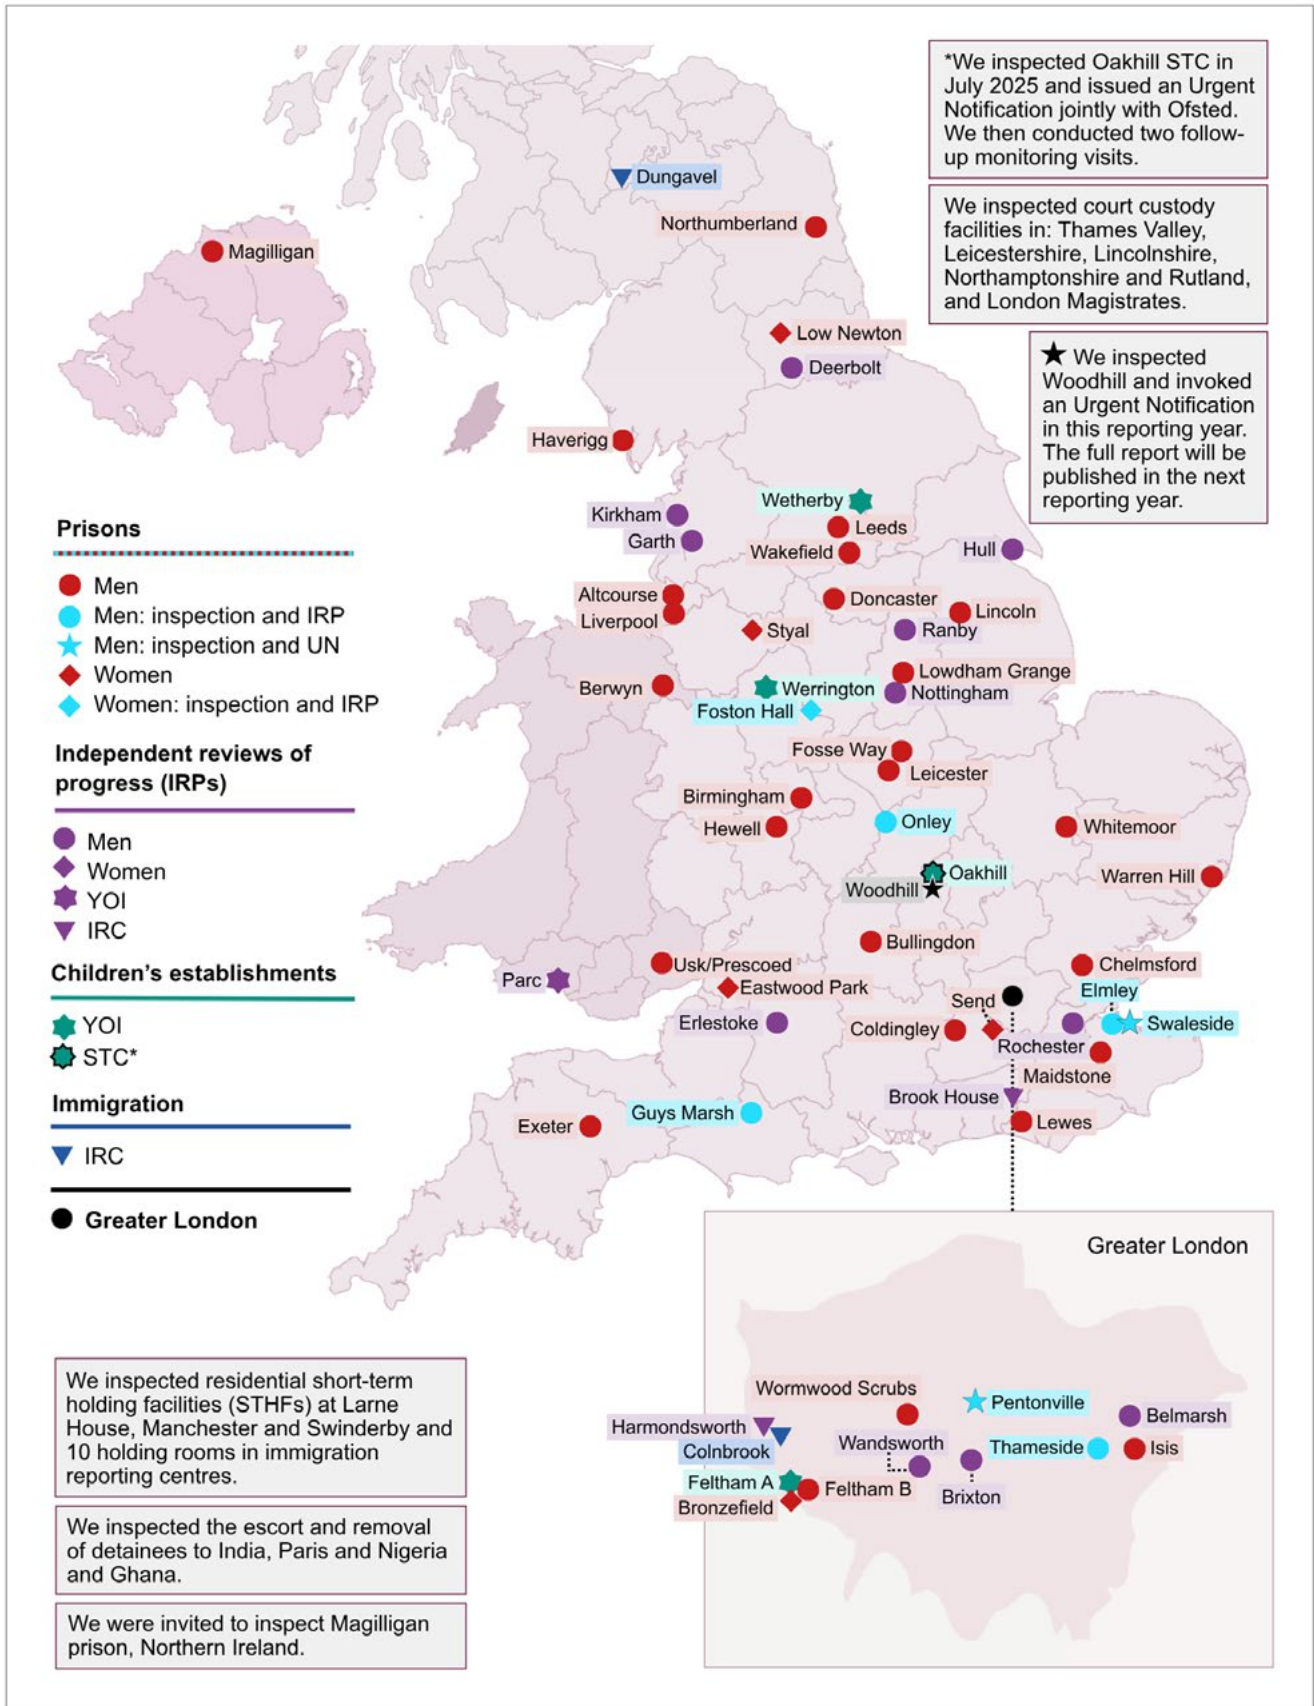 *We inspected Oakhill STC in
July 2025 and issued an Urgent
Notification jointly with Ofsted.
We then conducted two follow-
up monitoring visits.
We inspected court custody
facilities in: Thames Valley,
Leicestershire, Lincolnshire,
Northamptonshire and Rutland,
and London Magistrates.
★ We inspected
Woodhill and invoked
an Urgent Notification
in this reporting year.
The full report will be
published in the next
reporting year.
Dungavel
Northumberland
Magilligan
Low Newton
Deerbolt
Haverigg
Wetherby
Kirkham
Leeds
Garth
Wakefield
Hull
Altcourse
Doncaster
Lincoln
Liverpool
Styal
Ranby
Lowdham Grange
Berwyn
Werrington
Nottingham
Foston Hall
Fosse Way
Leicester
Birmingham
Hewell
Onley
Whitemoor
Oakhill
Warren Hill
Woodhill
Bullingdon
Usk/Prescoed
Chelmsford
Parc
Eastwood Park
Elmley
Send
Erlestoke
Coldingley
Swaleside
Rochester
Maidstone
Brook House
Guys Marsh
Exeter
Lewes
Prisons
Men
Men: inspection and IRP
Men: inspection and UN
Women
Women: inspection and IRP
Independent reviews of
progress (IRPs)
Men
Women
YOI
IRC
Children’s establishments
YOI
STC*
Immigration
IRC
Greater London
Greater London
Wormwood Scrubs
Pentonville
Harmondsworth
Belmarsh
Colnbrook
Wandsworth
Thameside
Isis
Feltham A
Feltham B
Brixton
Bronzefield
We inspected residential short-term
holding facilities (STHFs) at Larne
House, Manchester and Swinderby and
10 holding rooms in immigration
reporting centres.
We inspected the escort and removal
of detainees to India, Paris and Nigeria
and Ghana.
We were invited to inspect Magilligan
prison, Northern Ireland.